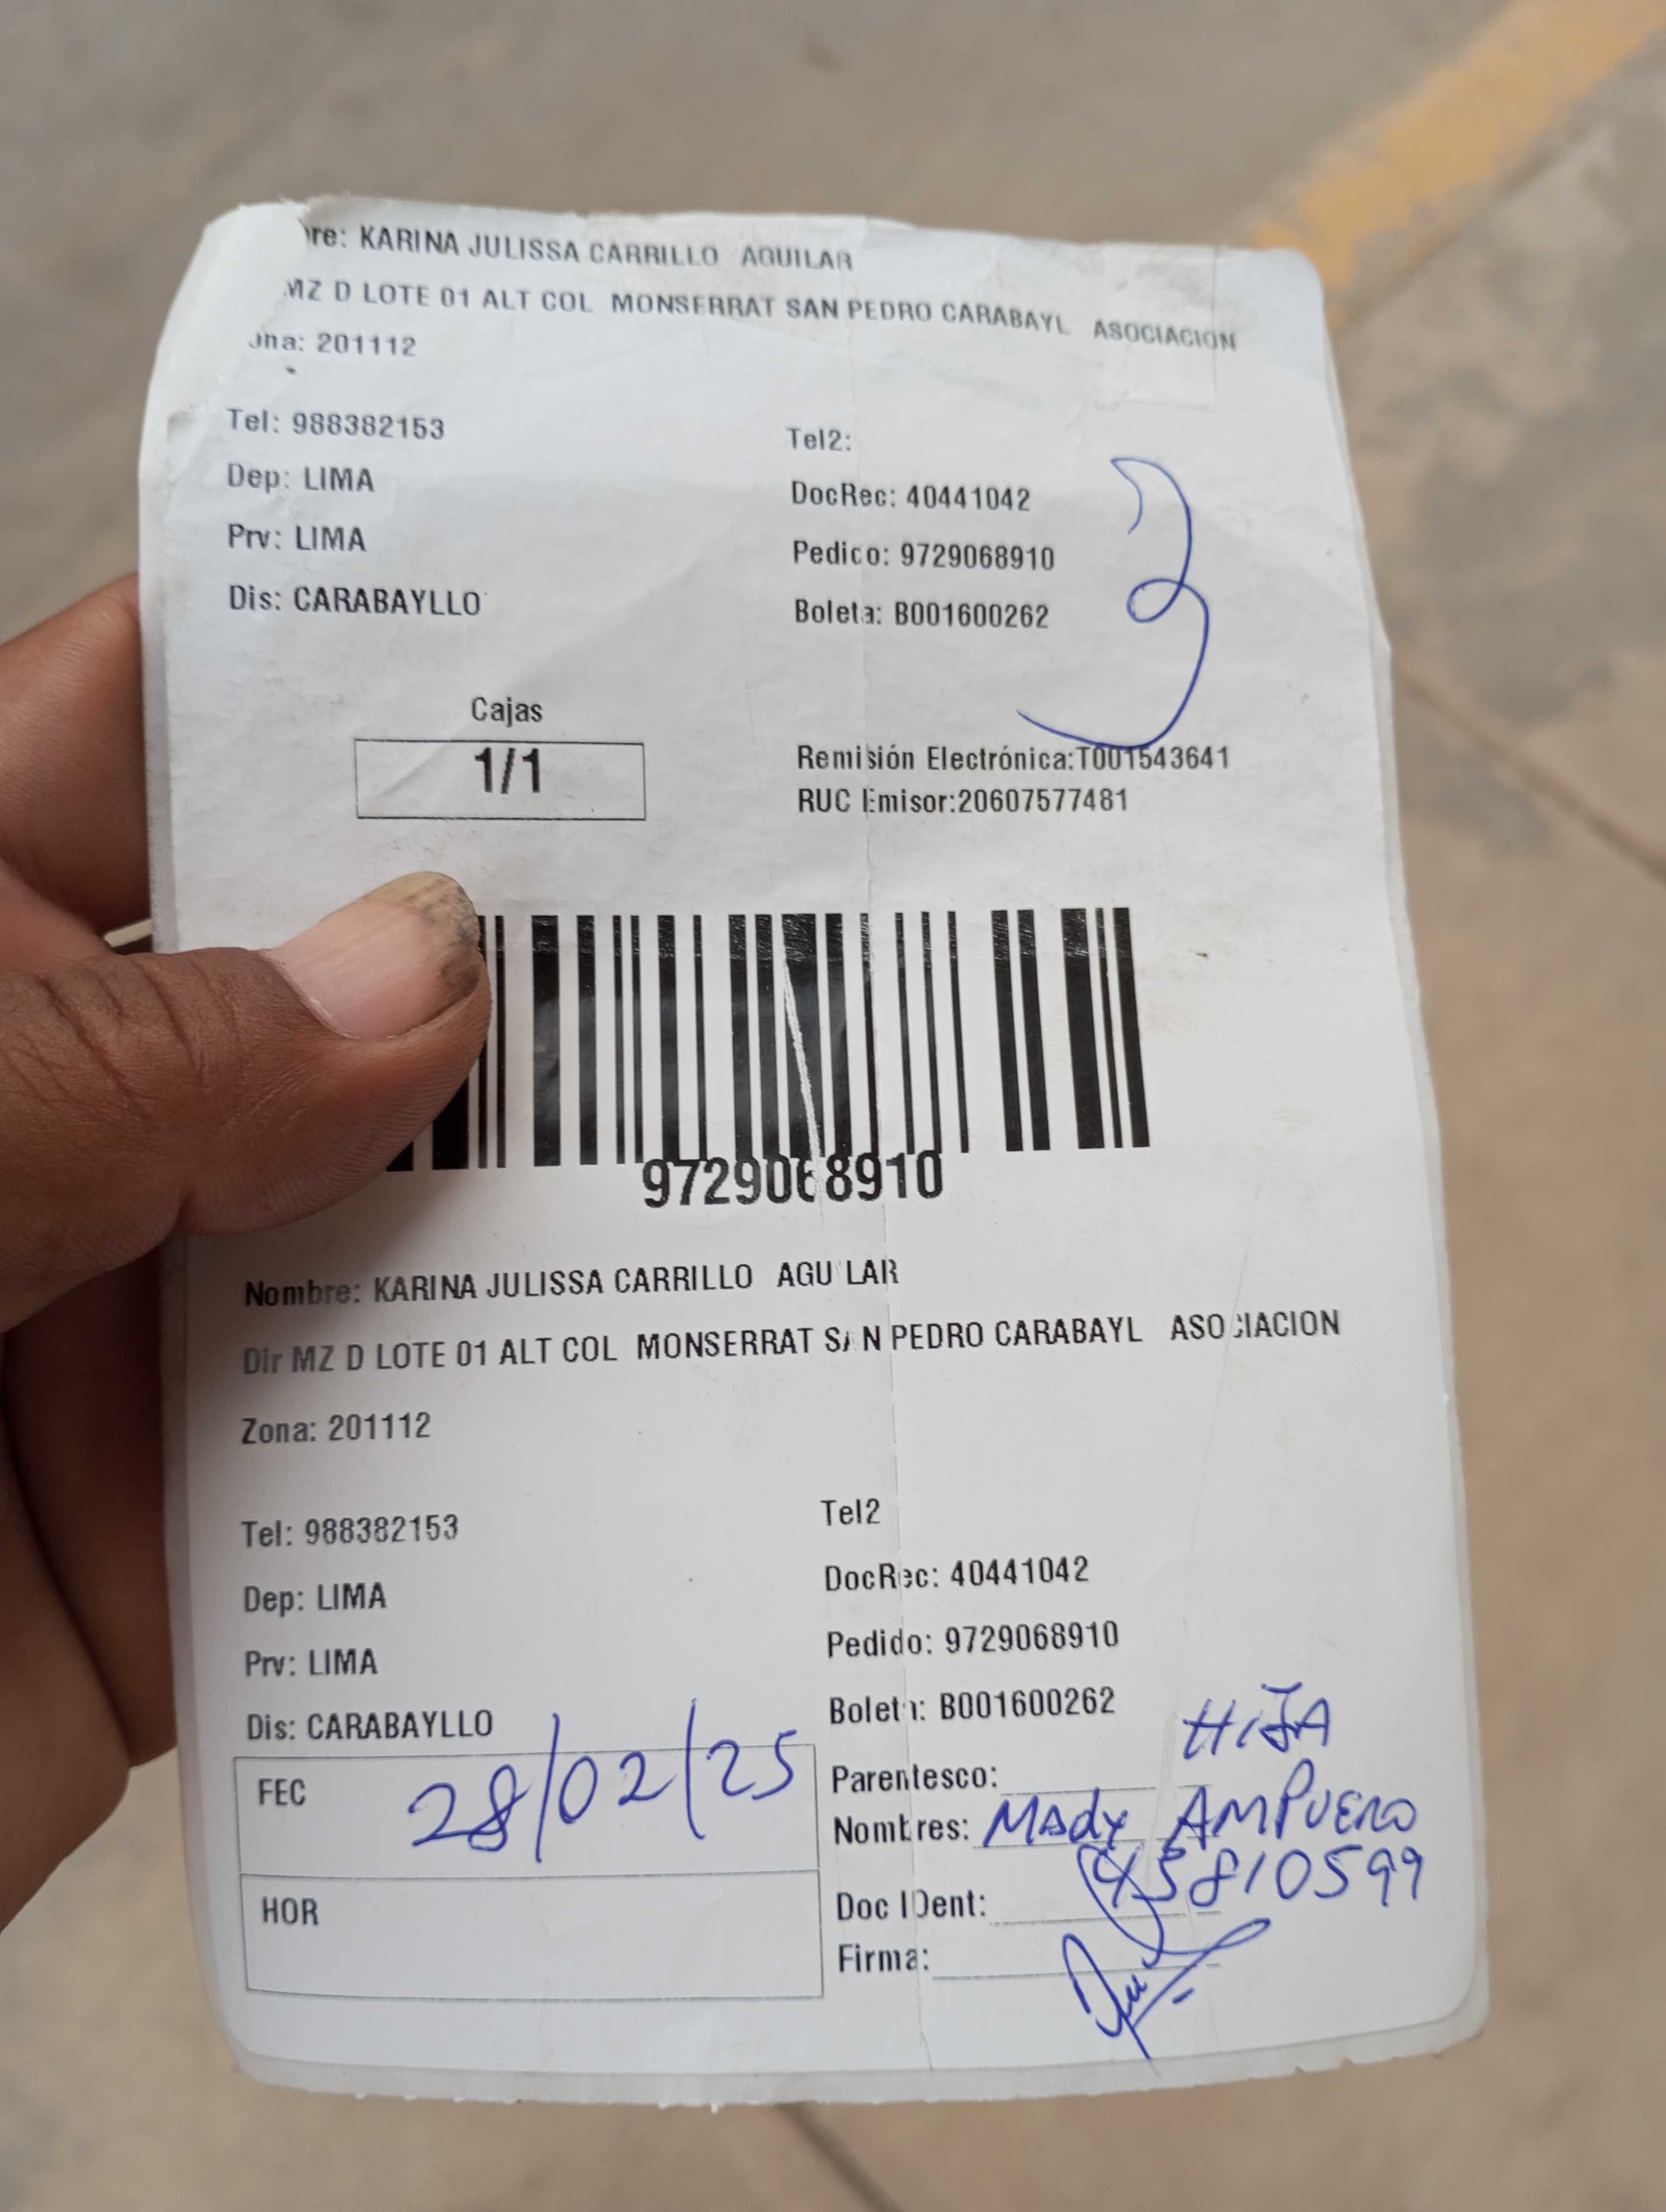 re: KARINA JULISSA CARRILLO AGUILAR
MZ D LOTE 01 ALT COL MONSERRAT SAN PEDRO CARABAYL ASOCIACION
ona: 201112
Tel: 988382153
Tel2:
Dep: LIMA
DocRec: 40441042
Prv: LIMA
Pedido: 9729068910
Dis: CARABAYLLO
Boleta: B001600262
3
Cajas
1/1
Remisión Electrónica:T001543641
RUC Emisor:20607577481
9729068910
Nombre: KARINA JULISSA CARRILLO AGUILAR
Dir MZ D LOTE 01 ALT COL MONSERRAT SAN PEDRO CARABAYL ASOCIACION
Zona: 201112
Tel: 988382153
Tel2
Dep: LIMA
DocRec: 40441042
Prv: LIMA
Pedido: 9729068910
Dis: CARABAYLLO
Boleta: B001600262
FEC 28/02/25
Parentesco: HIJA
Nombres: MADY AMPUERO
HOR
Doc IDent: 45810599
Firma: